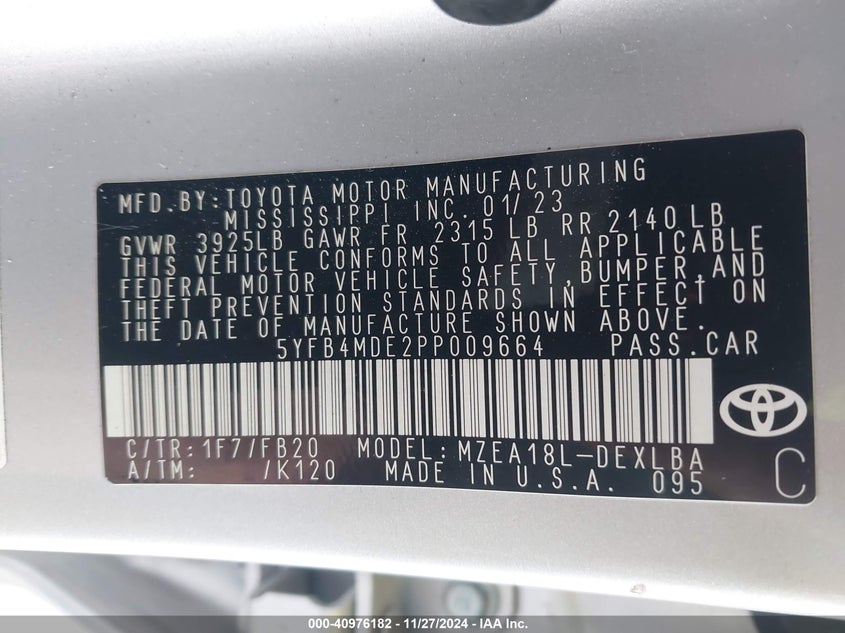 MFD.BY:TOYOTA MOTOR MANUFACTURING
MISSISSIPPI INC. 01/23
GVWR 3925LB GAWR FR 2315 LB RR 2140 LB
THIS VEHICLE CONFORMS TO ALL APPLICABLE
FEDERAL MOTOR VEHICLE SAFETY,BUMPER,AND
THEFT PREVENTION STANDARDS IN EFFECT ON
THE DATE OF MANUFACTURE SHOWN ABOVE.
5YFB4MDE2PP009664 PASS.CAR
C/TR:1F7/FB20 MODEL:MZEA18L-DEXLBA
A/TM: /K120 MADE IN U.S.A. 095
C
000-40976182 - 11/27/2024 - IAA Inc.